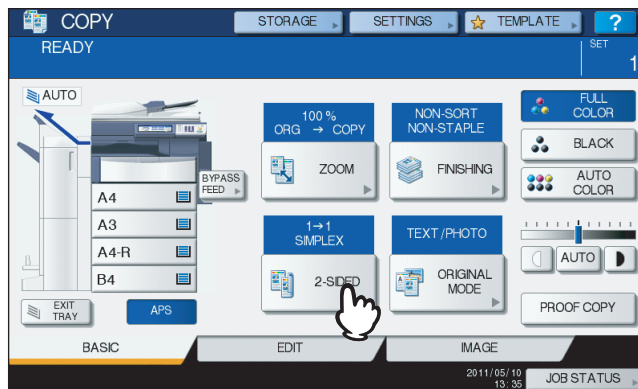 COPY
STORAGE
SETTINGS
TEMPLATE
?
READY
SET
1
AUTO
A4
A3
A4-R
B4
BYPASS
FEED
EXIT
TRAY
APS
100 %
ORG → COPY
ZOOM
NON-SORT
NON-STAPLE
FINISHING
1→1
SIMPLEX
2-SIDED
TEXT/PHOTO
ORIGINAL
MODE
FULL
COLOR
BLACK
AUTO
COLOR
AUTO
PROOF COPY
BASIC
EDIT
IMAGE
2011/05/10
13:35
JOB STATUS